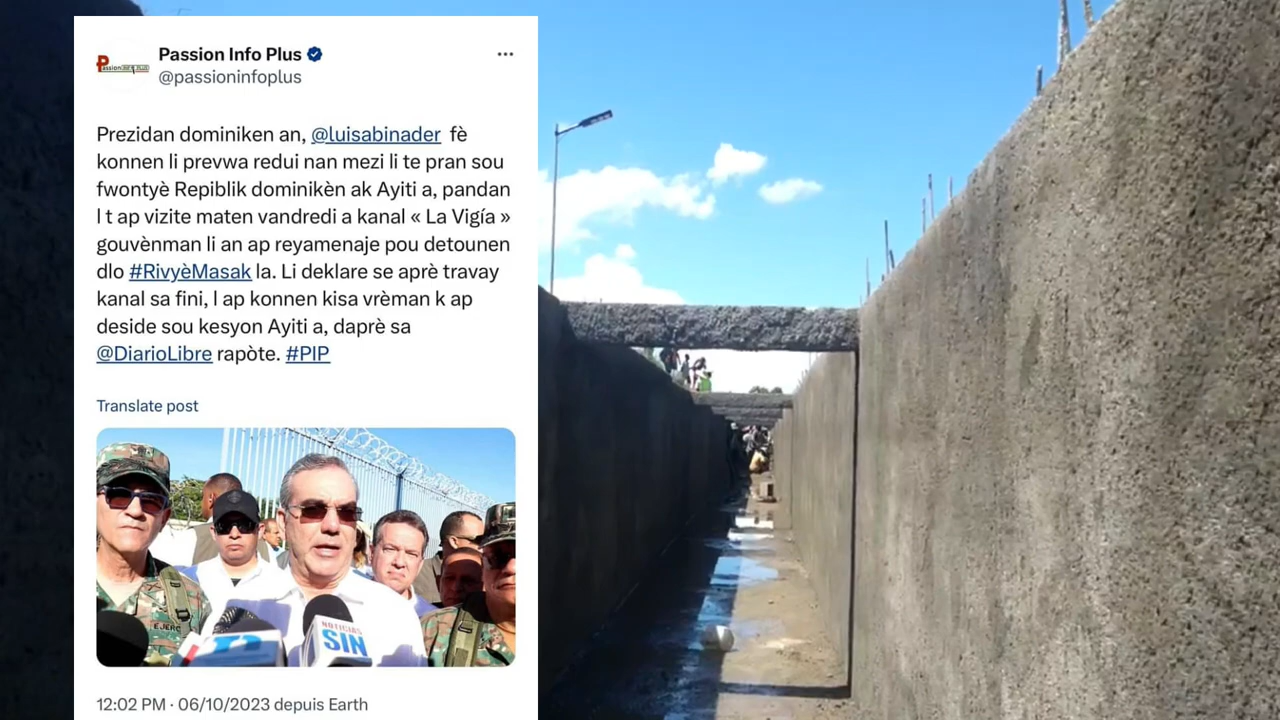 Passion Info Plus
@passioninfoplus
Prezidan dominiken an, @luisabinader fè
konnen li prevwa redui nan mezi li te pran sou
fwontyè Repiblik dominikèn ak Ayiti a, pandan
l t ap vizite maten vandredi a kanal « La Vigía »
gouvènman li an ap reyamenaje pou detounen
dlo #RivyèMasak la. Li deklare se aprè travay
kanal sa fini, l ap konnen kisa vrèman k ap
deside sou kesyon Ayiti a, daprè sa
@DiarioLibre rapòte. #PIP
Translate post
EJERC
NOTICIAS
SIN
12:02 PM · 06/10/2023 depuis Earth